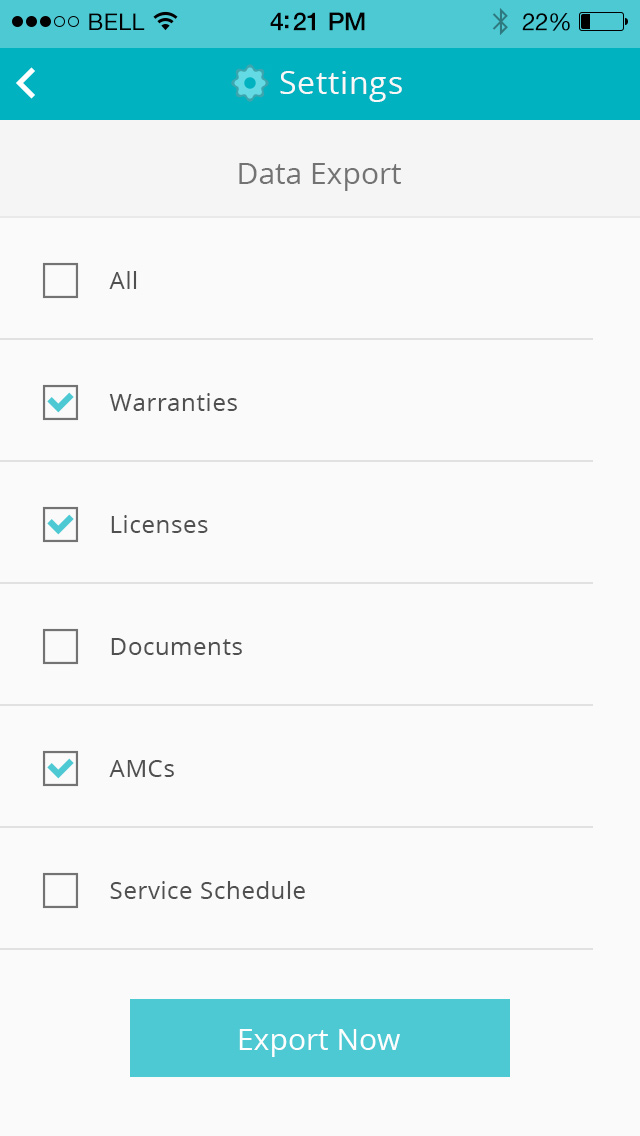 BELL 4:21 PM 22%
Settings
Data Export
All
Warranties
Licenses
Documents
AMCs
Service Schedule
Export Now